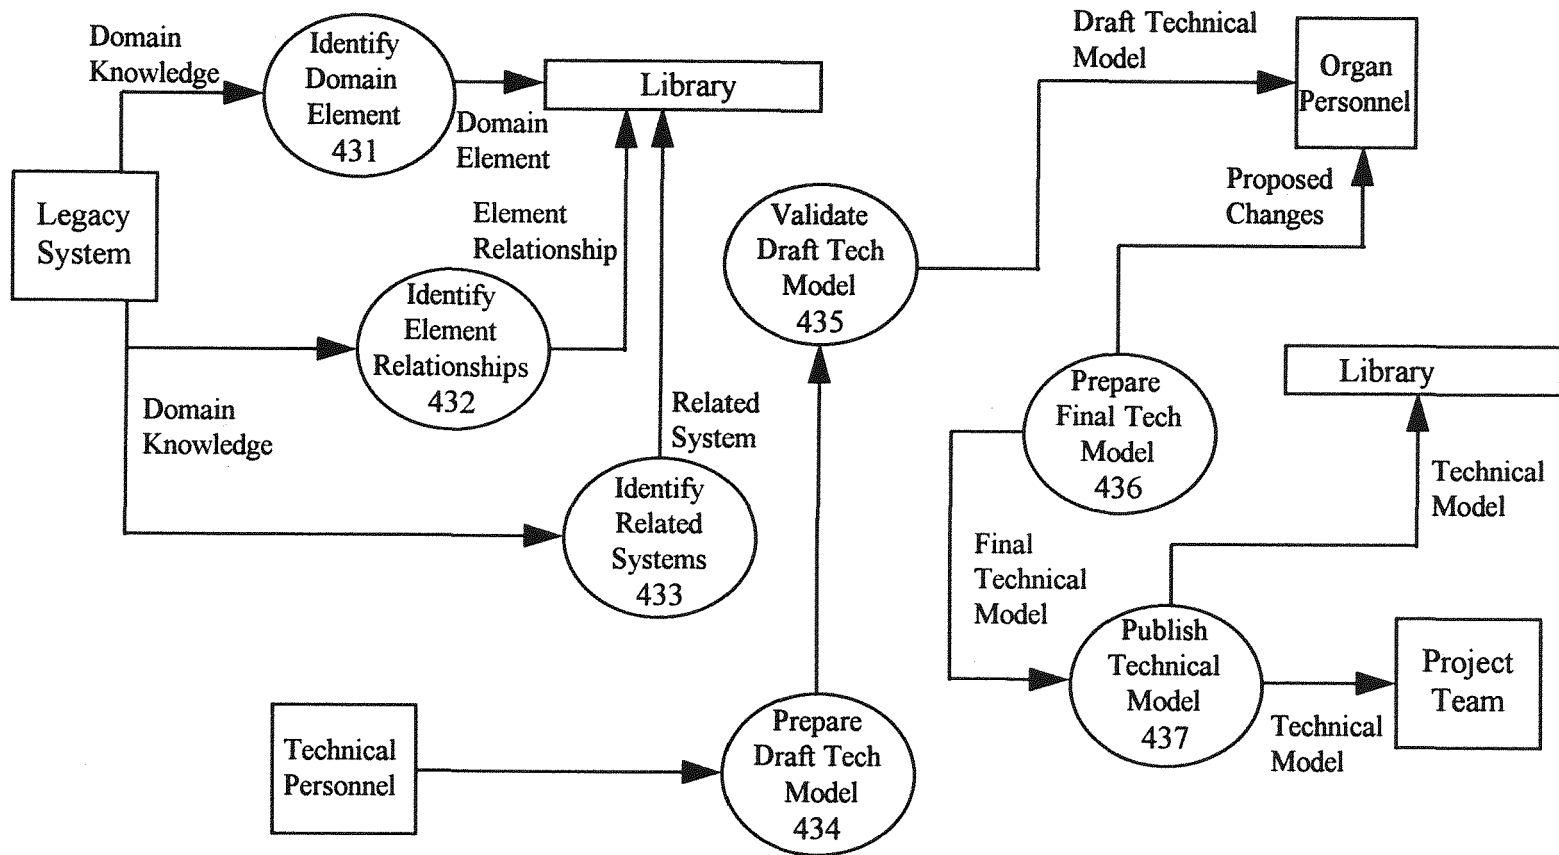 Domain
Knowledge
Identify
Domain
Element
431
Library
Domain
Element
Legacy
System
Element
Relationship
Identify
Element
Relationships
432
Domain
Knowledge
Related
System
Identify
Related
Systems
433
Technical
Personnel
Prepare
Draft Tech
Model
434
Validate
Draft Tech
Model
435
Draft Technical
Model
Organ
Personnel
Proposed
Changes
Prepare
Final Tech
Model
436
Library
Technical
Model
Final
Technical
Model
Publish
Technical
Model
437
Technical
Model
Project
Team